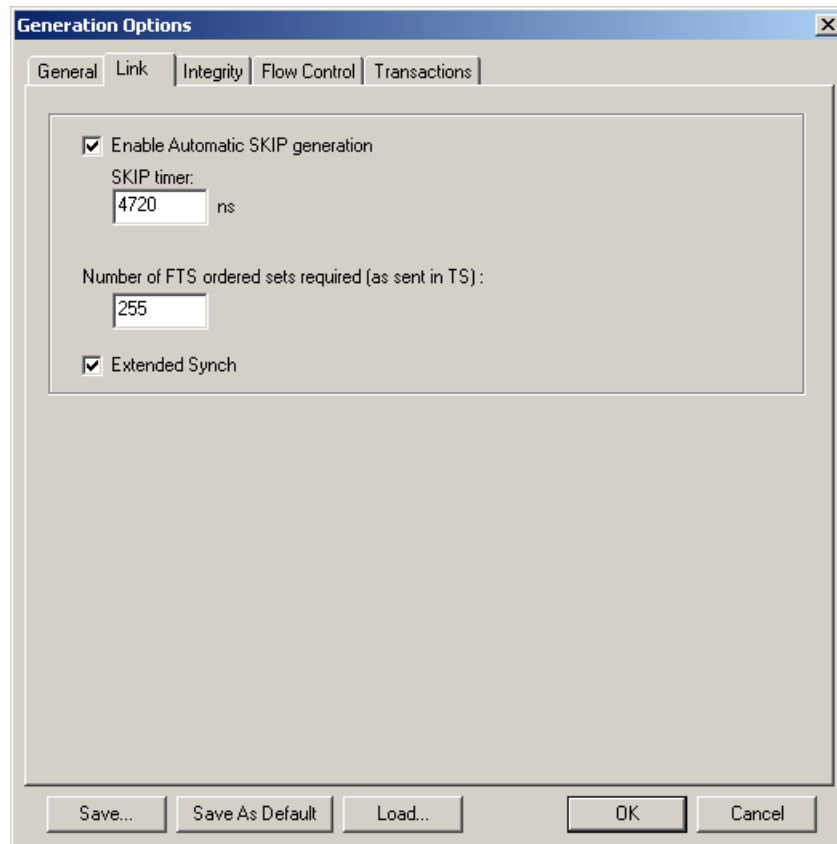 Generation Options
General Link Integrity Flow Control Transactions
Enable Automatic SKIP generation
SKIP timer:
4720 ns
Number of FTS ordered sets required (as sent in TS) :
255
Extended Synch
Save... Save As Default Load... OK Cancel